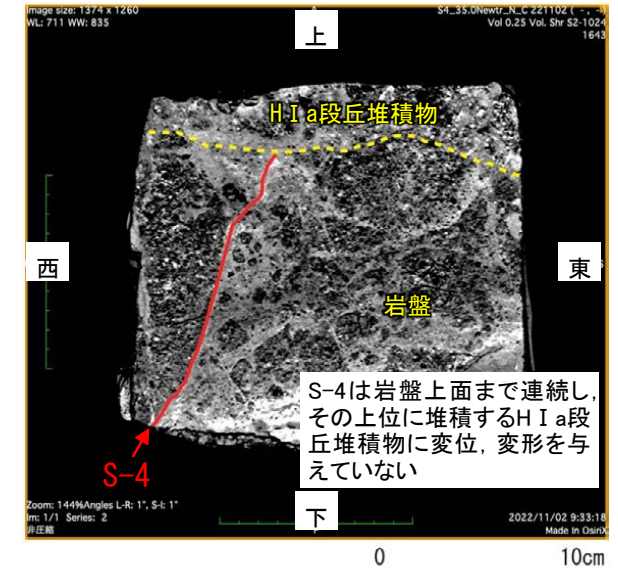 Image size: 1374 x 1260
WL: 711 WW: 835
S4_35.0Newtr_N_C 221102 ( - , -)
Vol 0.25 Vol. Shr S2-1024
1643
上
HⅠa段丘堆積物
西
東
岩盤
S-4は岩盤上面まで連続し,
その上位に堆積するHⅠa段
丘堆積物に変位，変形を与
えていない
S-4
Zoom: 144%Angles L-R: 1°, S-I: 1°
Im: 1/1 Series: 2
非圧縮
下
2022/11/02 9:33:18
Made In OsiriX
0 10cm